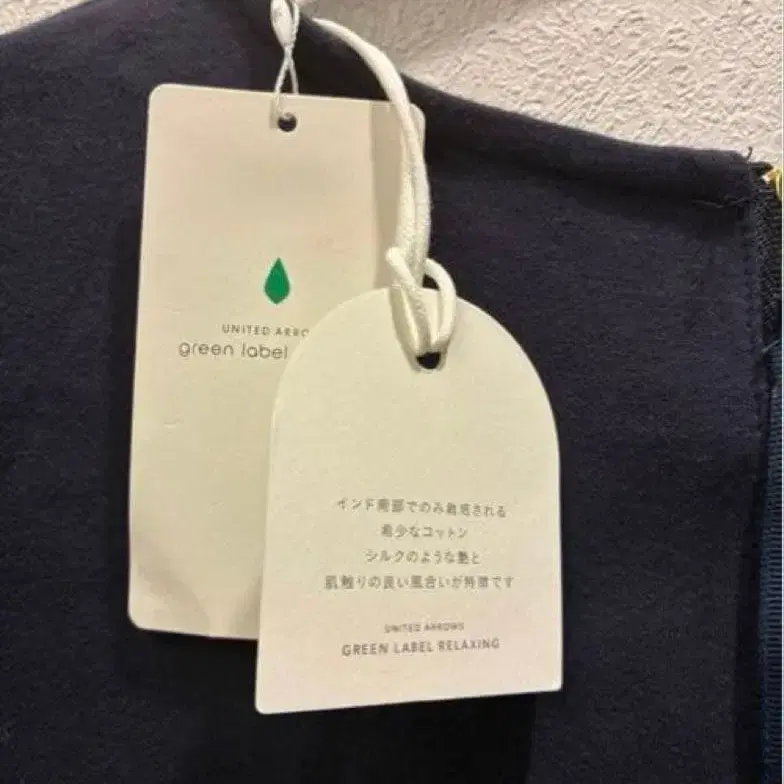 UNITED ARRO
green label
インド南部でのみ栽培される
希少なコットン
シルクのような艶と
肌触りの良い風合いが特徴です
UNITED ARROWS
GREEN LABEL RELAXING